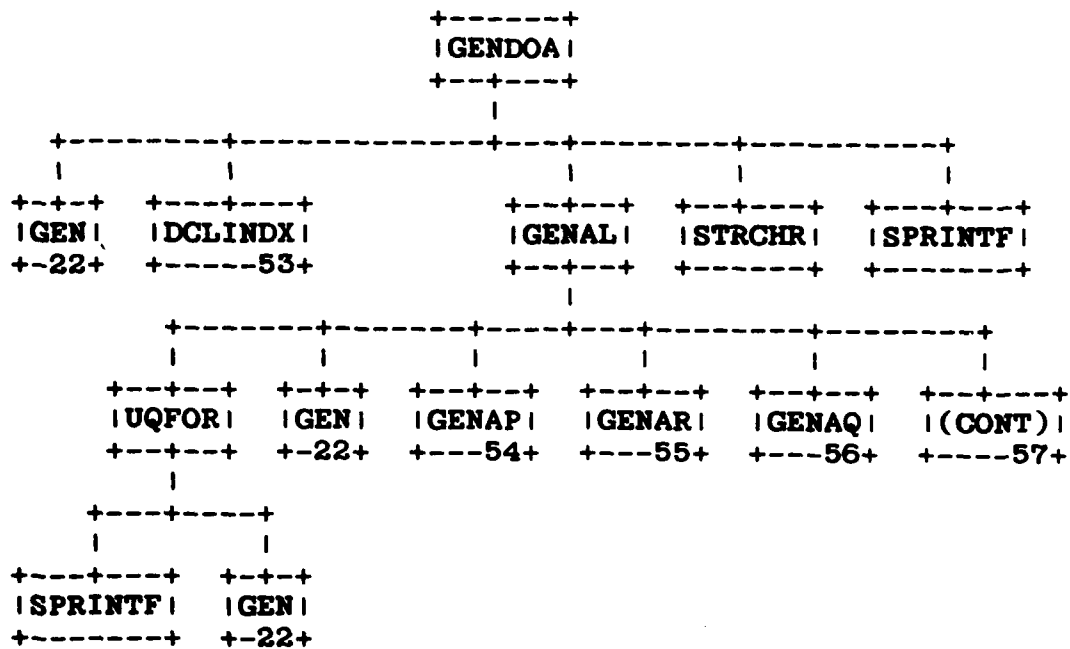 GENDOA
GEN DCLINDX GENAL STRCHR SPRINTF
22 53
UQFOR GEN GENAP GENAR GENAQ (CONT)
22 54 55 56 57
SPRINTF GEN
22